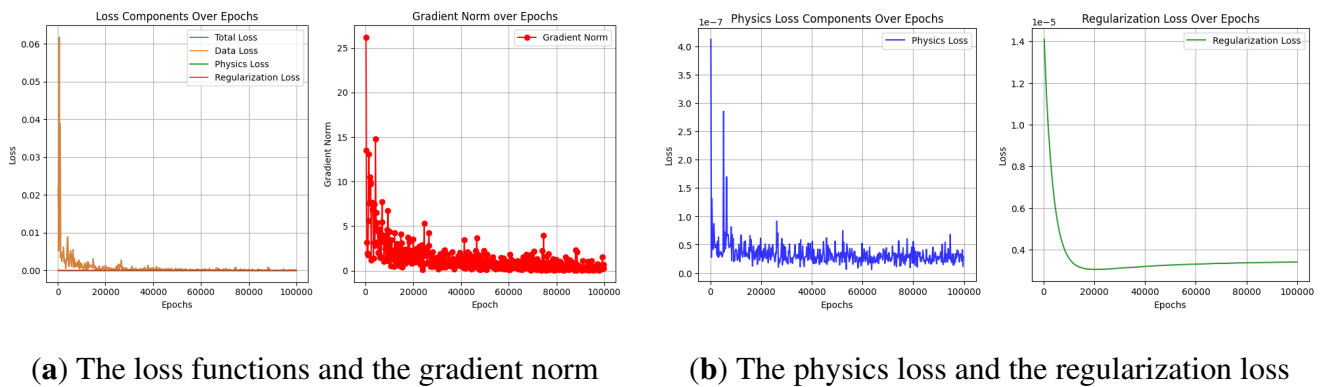 Loss Components Over Epochs
Total Loss
Data Loss
Physics Loss
Regularization Loss
0.06
0.05
0.04
0.03
0.02
0.01
0.00
Loss
0
20000
40000
60000
80000
100000
Epochs
Gradient Norm over Epochs
Gradient Norm
25
20
15
10
5
0
Gradient Norm
0
20000
40000
60000
80000
100000
Epoch
1e-7
Physics Loss Components Over Epochs
Physics Loss
4.0
3.5
3.0
2.5
2.0
1.5
1.0
0.5
0.0
Loss
0
20000
40000
60000
80000
100000
Epochs
1e-5
Regularization Loss Over Epochs
Regularization Loss
1.4
1.2
1.0
0.8
0.6
0.4
Loss
0
20000
40000
60000
80000
100000
Epochs
(a) The loss functions and the gradient norm
(b) The physics loss and the regularization loss